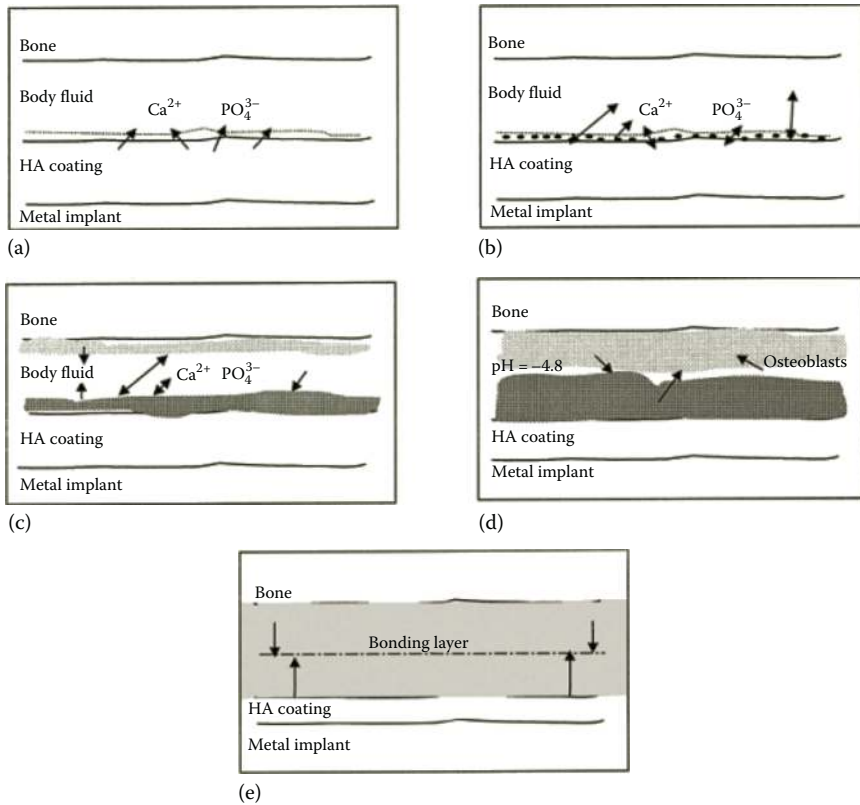 Bone
Body fluid
Ca²⁺ PO₄³⁻
HA coating
Metal implant
(a)
Bone
Body fluid
Ca²⁺ PO₄³⁻
HA coating
Metal implant
(b)
Bone
Body fluid Ca²⁺ PO₄³⁻
HA coating
Metal implant
(c)
Bone
pH = –4.8 Osteoblasts
HA coating
Metal implant
(d)
Bone
Bonding layer
HA coating
Metal implant
(e)